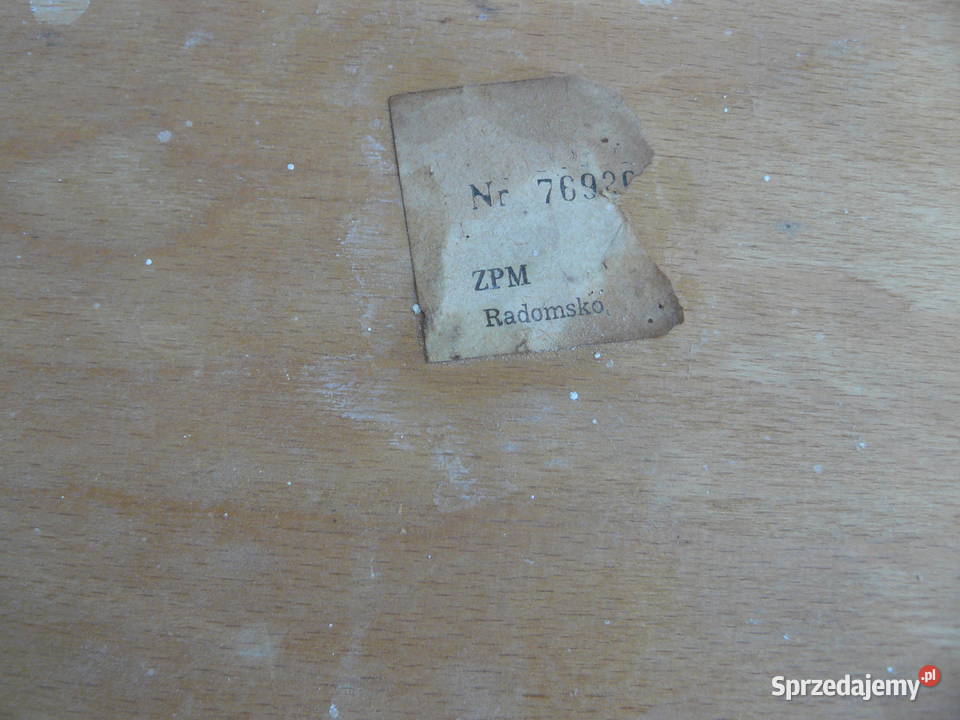 Nr 7692
ZPM
Radomsko
Sprzedajemy.pl